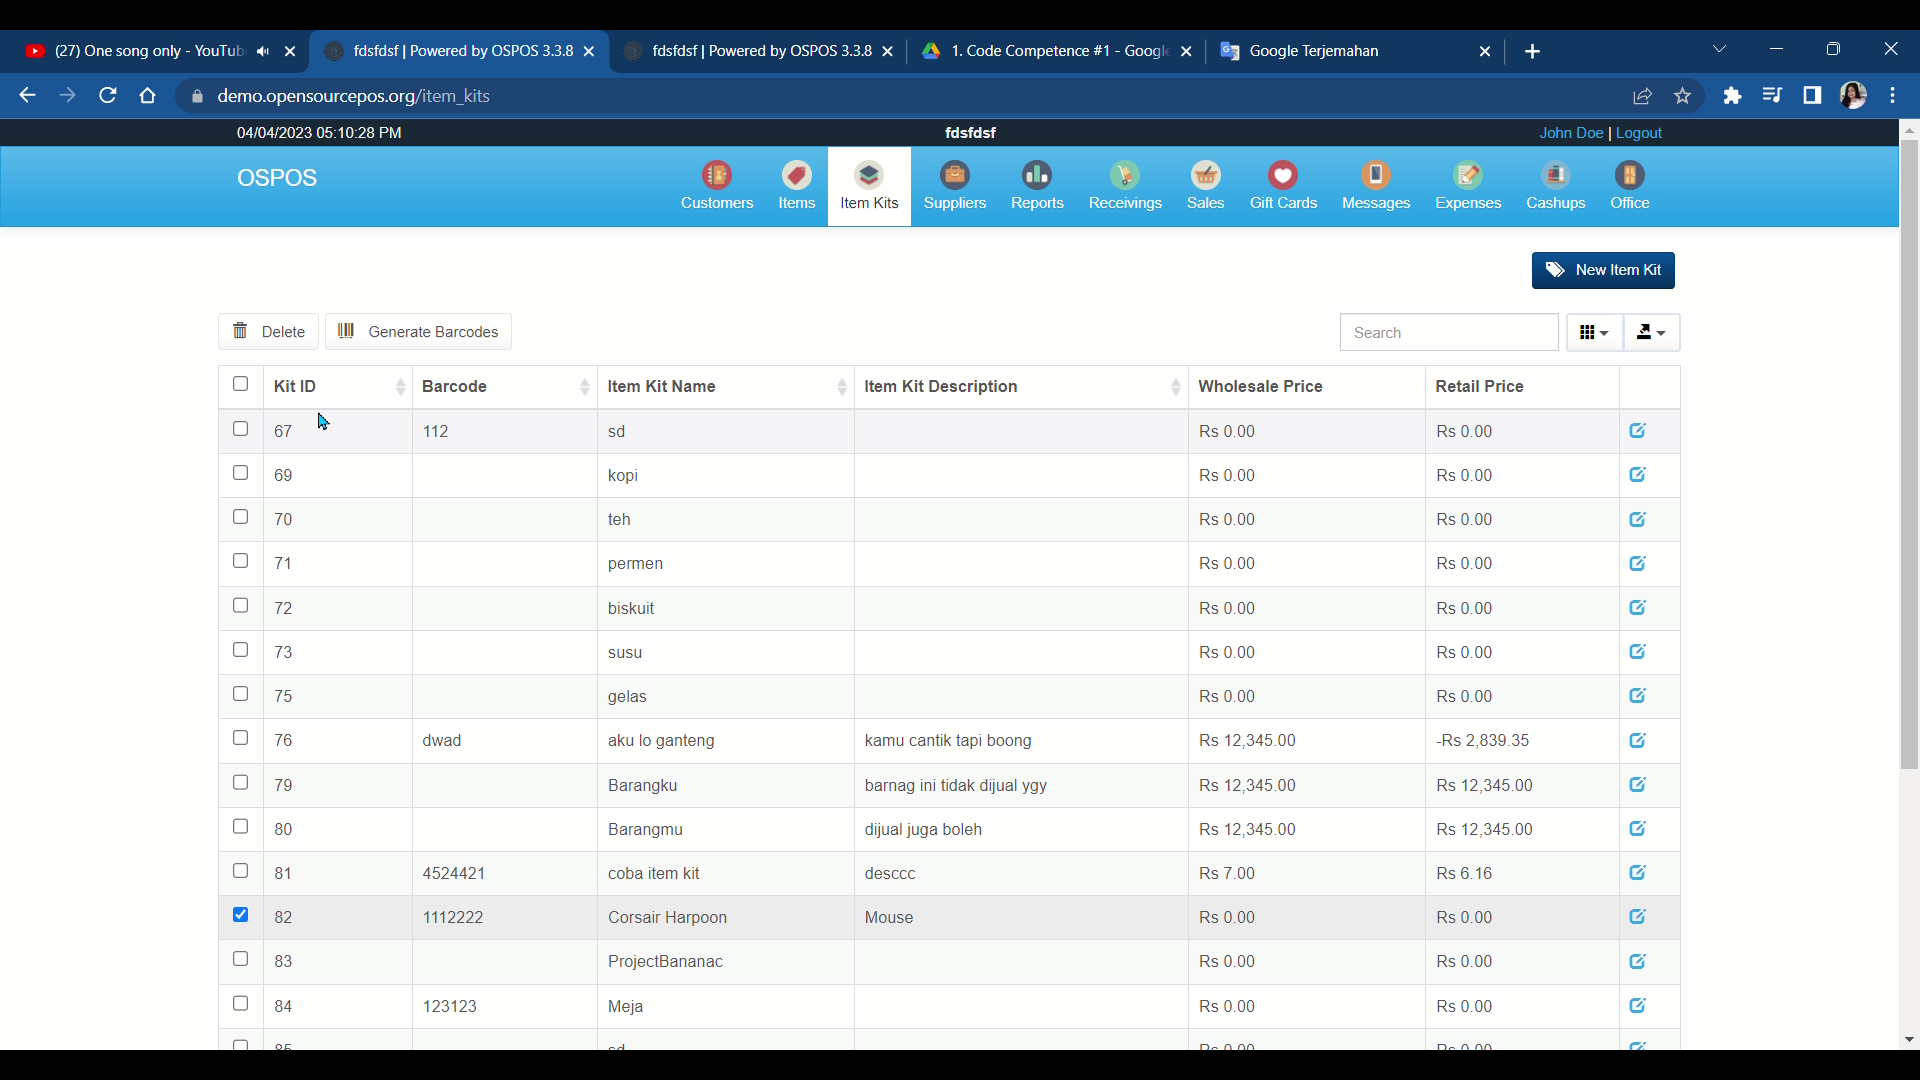 (27) One song only - YouTub
fdsfdsf | Powered by OSPOS 3.3.8
fdsfdsf | Powered by OSPOS 3.3.8
1. Code Competence #1 - Google
Google Terjemahan
demo.opensourcepos.org/item_kits
04/04/2023 05:10:28 PM
fdsfdsf
John Doe | Logout
OSPOS
Customers
Items
Item Kits
Suppliers
Reports
Receivings
Sales
Gift Cards
Messages
Expenses
Cashups
Office
New Item Kit
Delete
Generate Barcodes
Search
Kit ID Barcode Item Kit Name Item Kit Description Wholesale Price Retail Price
67 112 sd Rs 0.00 Rs 0.00
69 kopi Rs 0.00 Rs 0.00
70 teh Rs 0.00 Rs 0.00
71 permen Rs 0.00 Rs 0.00
72 biskuit Rs 0.00 Rs 0.00
73 susu Rs 0.00 Rs 0.00
75 gelas Rs 0.00 Rs 0.00
76 dwad aku lo ganteng kamu cantik tapi boong Rs 12,345.00 -Rs 2,839.35
79 Barangku barnag ini tidak dijual ygy Rs 12,345.00 Rs 12,345.00
80 Barangmu dijual juga boleh Rs 12,345.00 Rs 12,345.00
81 4524421 coba item kit desccc Rs 7.00 Rs 6.16
82 1112222 Corsair Harpoon Mouse Rs 0.00 Rs 0.00
83 ProjectBananac Rs 0.00 Rs 0.00
84 123123 Meja Rs 0.00 Rs 0.00
85 sd Rs 0.00 Rs 0.00